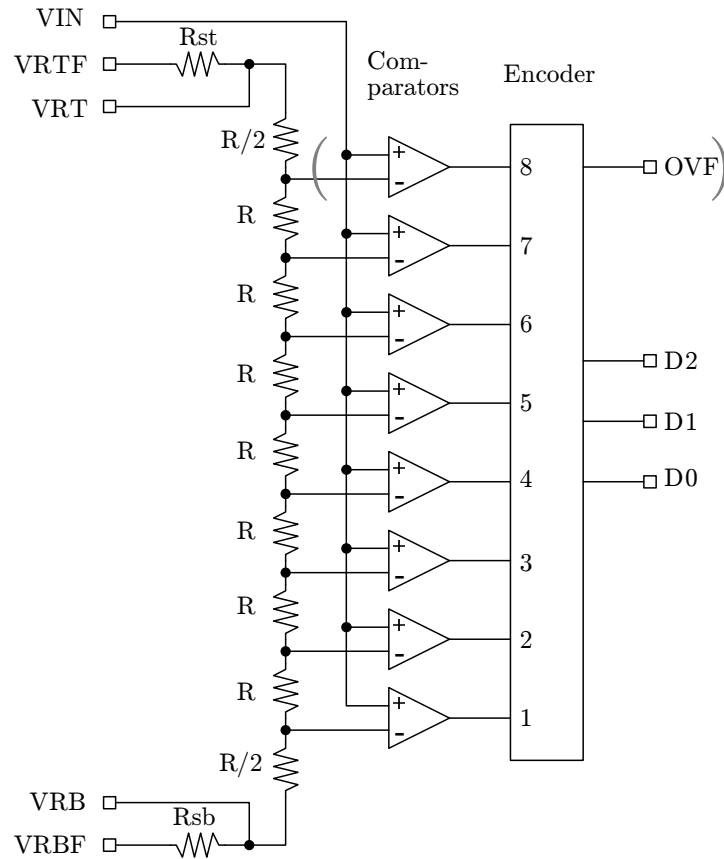 VIN
Rst
VRTF
VRT
Com-
parators
Encoder
R/2
R
R
R
R
R
R
R
R/2
+
-
8
OVF
+
-
7
+
-
6
D2
+
-
5
D1
+
-
4
D0
+
-
3
+
-
2
+
-
1
VRB
Rsb
VRBF